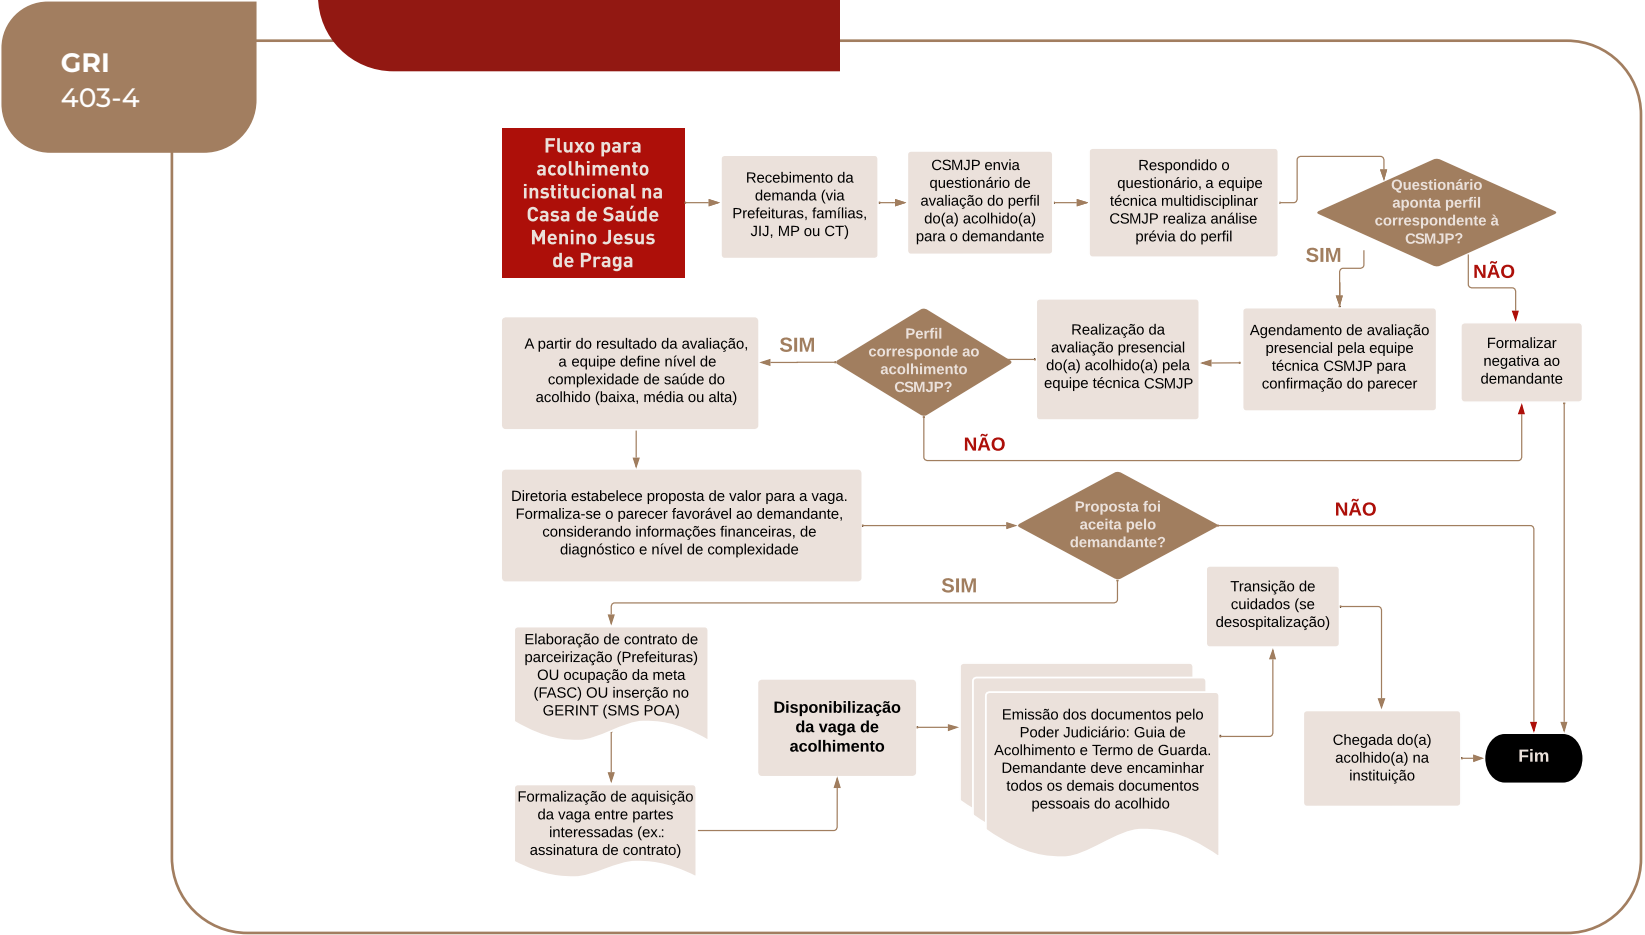 GRI
403-4
Fluxo para
acolhimento
institucional na
Casa de Saúde
Menino Jesus
de Praga
Recebimento da
demanda (via
Prefeituras, famílias,
JIJ, MP ou CT)
CSMJP envia
questionário de
avaliação do perfil
do(a) acolhido(a)
para o demandante
Respondido o
questionário, a equipe
técnica multidisciplinar
CSMJP realiza análise
prévia do perfil
Questionário
aponta perfil
correspondente à
CSMJP?
SIM
NÃO
A partir do resultado da avaliação,
a equipe define nível de
complexidade de saúde do
acolhido (baixa, média ou alta)
SIM
Perfil
corresponde ao
acolhimento
CSMJP?
Realização da
avaliação presencial
do(a) acolhido(a) pela
equipe técnica CSMJP
Agendamento de avaliação
presencial pela equipe
técnica CSMJP para
confirmação do parecer
Formalizar
negativa ao
demandante
NÃO
Diretoria estabelece proposta de valor para a vaga.
Formaliza-se o parecer favorável ao demandante,
considerando informações financeiras, de
diagnóstico e nível de complexidade
Proposta foi
aceita pelo
demandante?
NÃO
SIM
Elaboração de contrato de
parceirização (Prefeituras)
OU ocupação da meta
(FASC) OU inserção no
GERINT (SMS POA)
Formalização de aquisição
da vaga entre partes
interessadas (ex.:
assinatura de contrato)
Disponibilização
da vaga de
acolhimento
Emissão dos documentos pelo
Poder Judiciário: Guia de
Acolhimento e Termo de Guarda.
Demandante deve encaminhar
todos os demais documentos
pessoais do acolhido
Transição de
cuidados (se
desospitalização)
Chegada do(a)
acolhido(a) na
instituição
Fim